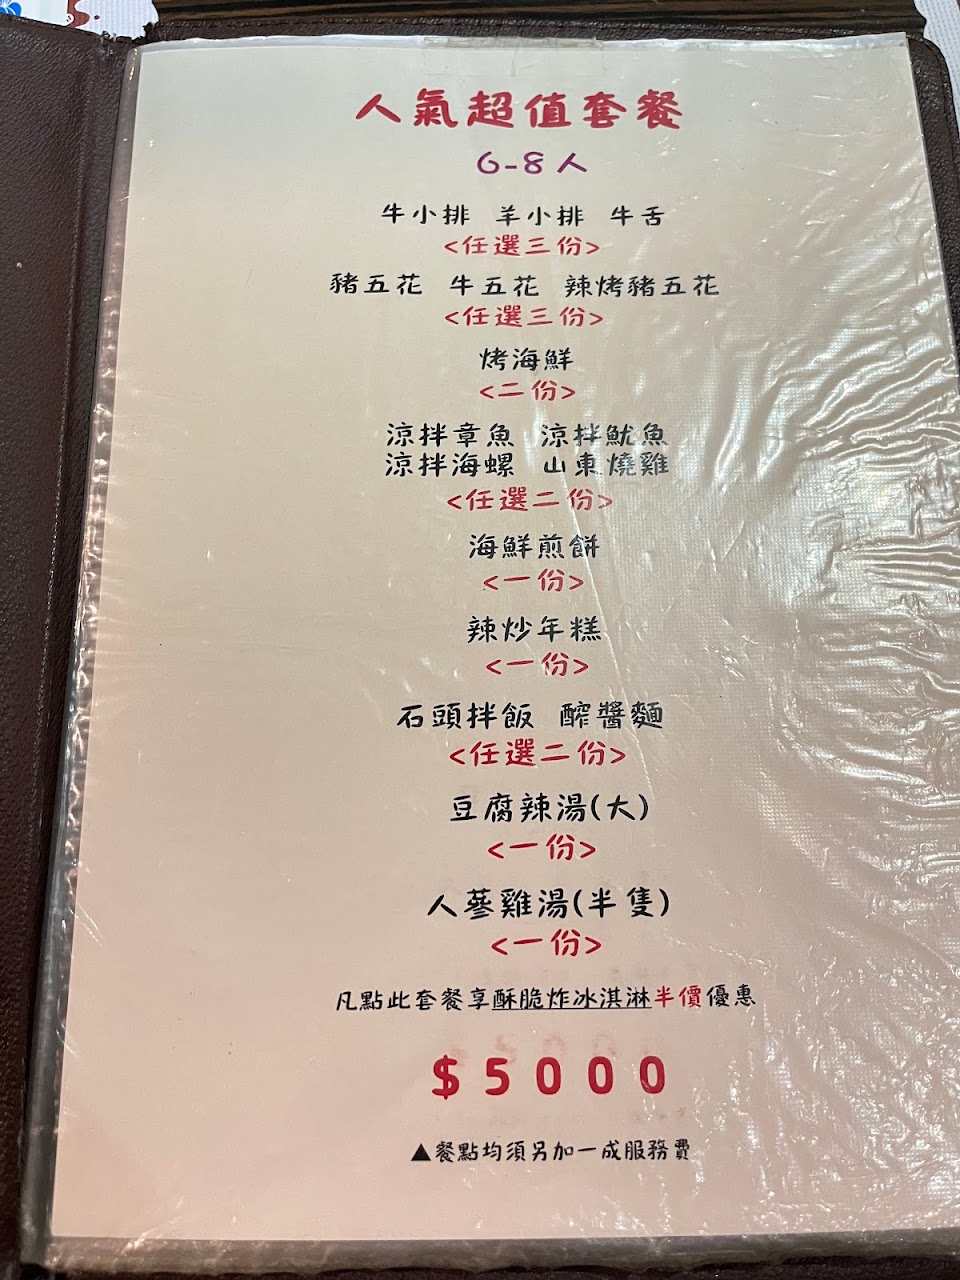 人氣超值套餐
6-8人
牛小排 羊小排 牛舌
<任選三份>
豬五花 牛五花 辣烤豬五花
<任選三份>
烤海鮮
<二份>
涼拌章魚 涼拌魷魚
涼拌海螺 山東燒雞
<任選二份>
海鮮煎餅
<一份>
辣炒年糕
<一份>
石頭拌飯 醡醬麵
<任選二份>
豆腐辣湯(大)
<一份>
人蔘雞湯(半隻)
<一份>
凡點此套餐享酥脆炸冰淇淋半價優惠
$5000
▲餐點均須另加一成服務費